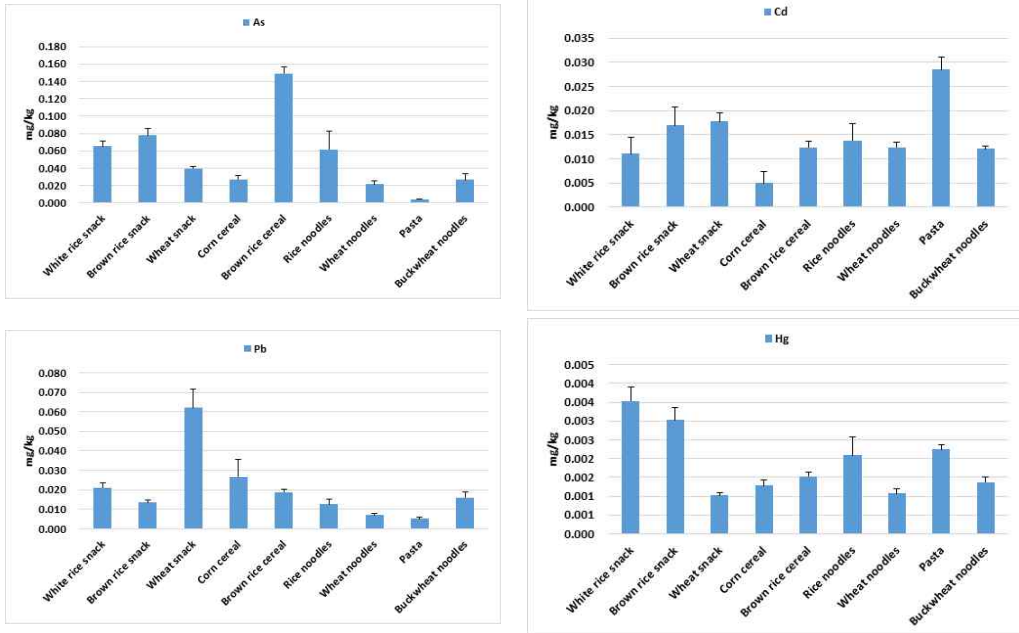 As
0.180
0.160
0.140
0.120
0.100
0.080
0.060
0.040
0.020
0.000
mg/kg
White rice snack
Brown rice snack
Wheat snack
Corn cereal
Brown rice cereal
Rice noodles
Wheat noodles
Pasta
Buckwheat noodles
Cd
0.035
0.030
0.025
0.020
0.015
0.010
0.005
0.000
mg/kg
White rice snack
Brown rice snack
Wheat snack
Corn cereal
Brown rice cereal
Rice noodles
Wheat noodles
Pasta
Buckwheat noodles
Pb
0.080
0.070
0.060
0.050
0.040
0.030
0.020
0.010
0.000
mg/kg
White rice snack
Brown rice snack
Wheat snack
Corn cereal
Brown rice cereal
Rice noodles
Wheat noodles
Pasta
Buckwheat noodles
Hg
0.005
0.004
0.004
0.003
0.003
0.002
0.002
0.001
0.001
0.000
mg/kg
White rice snack
Brown rice snack
Wheat snack
Corn cereal
Brown rice cereal
Rice noodles
Wheat noodles
Pasta
Buckwheat noodles